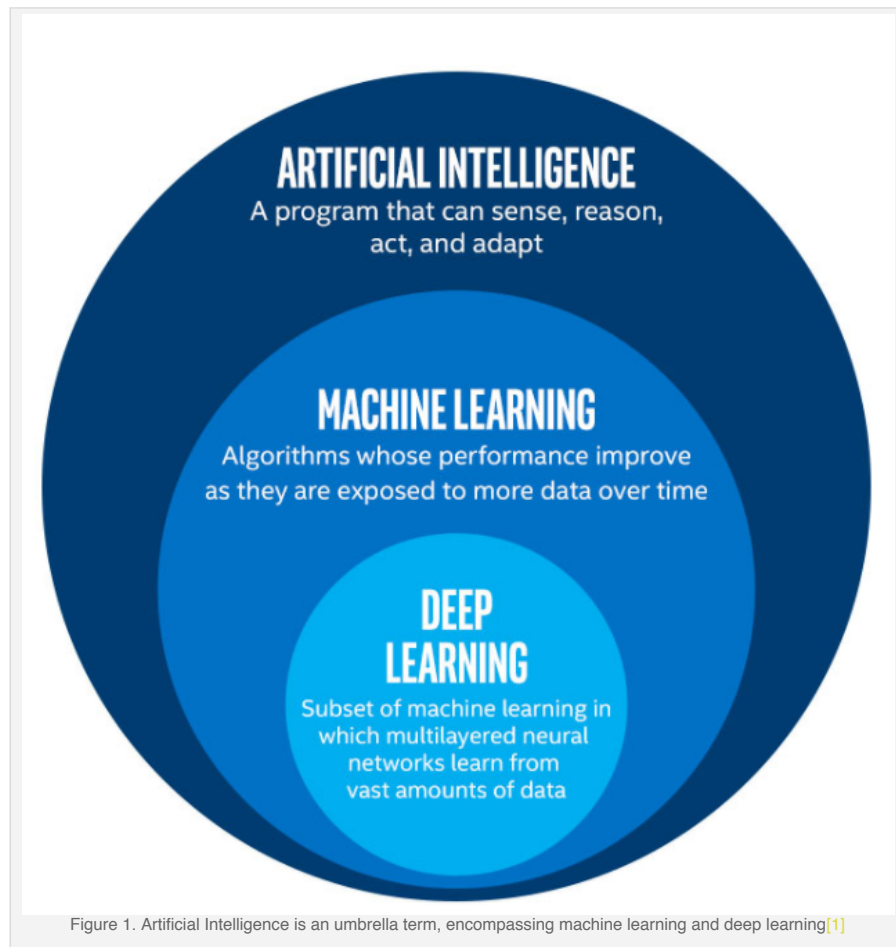 ARTIFICIAL INTELLIGENCE
A program that can sense, reason,
act, and adapt
MACHINE LEARNING
Algorithms whose performance improve
as they are exposed to more data over time
DEEP
LEARNING
Subset of machine learning in
which multilayered neural
networks learn from
vast amounts of data
Figure 1. Artificial Intelligence is an umbrella term, encompassing machine learning and deep learning[1]